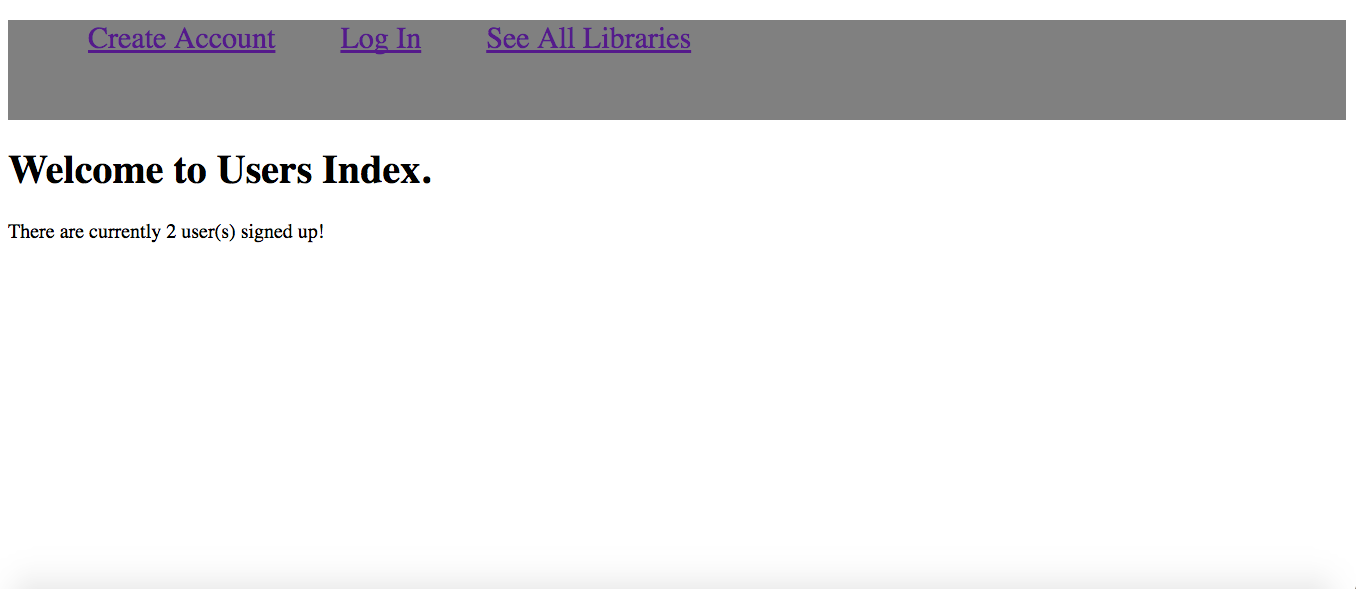 Create Account Log In See All Libraries
Welcome to Users Index.
There are currently 2 user(s) signed up!